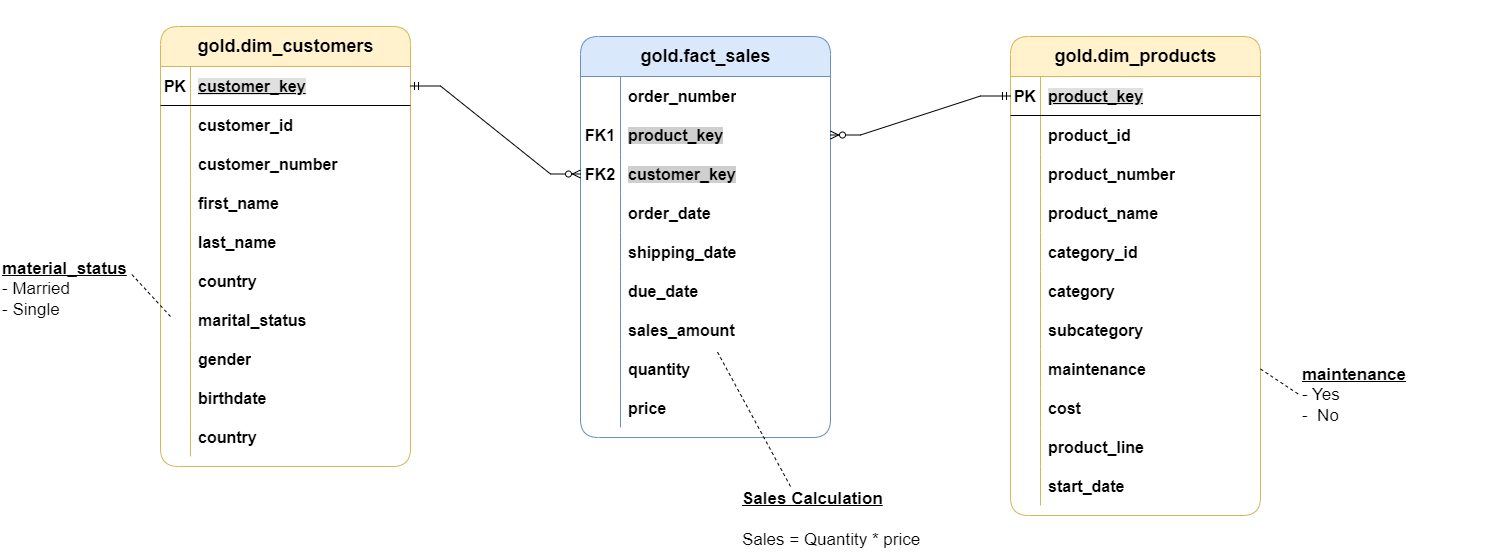 gold.dim_customers
PK customer_key
customer_id
customer_number
first_name
last_name
country
marital_status
gender
birthdate
country
material_status
- Married
- Single
gold.fact_sales
order_number
FK1 product_key
FK2 customer_key
order_date
shipping_date
due_date
sales_amount
quantity
price
Sales Calculation
Sales = Quantity * price
gold.dim_products
PK product_key
product_id
product_number
product_name
category_id
category
subcategory
maintenance
cost
product_line
start_date
maintenance
- Yes
- No